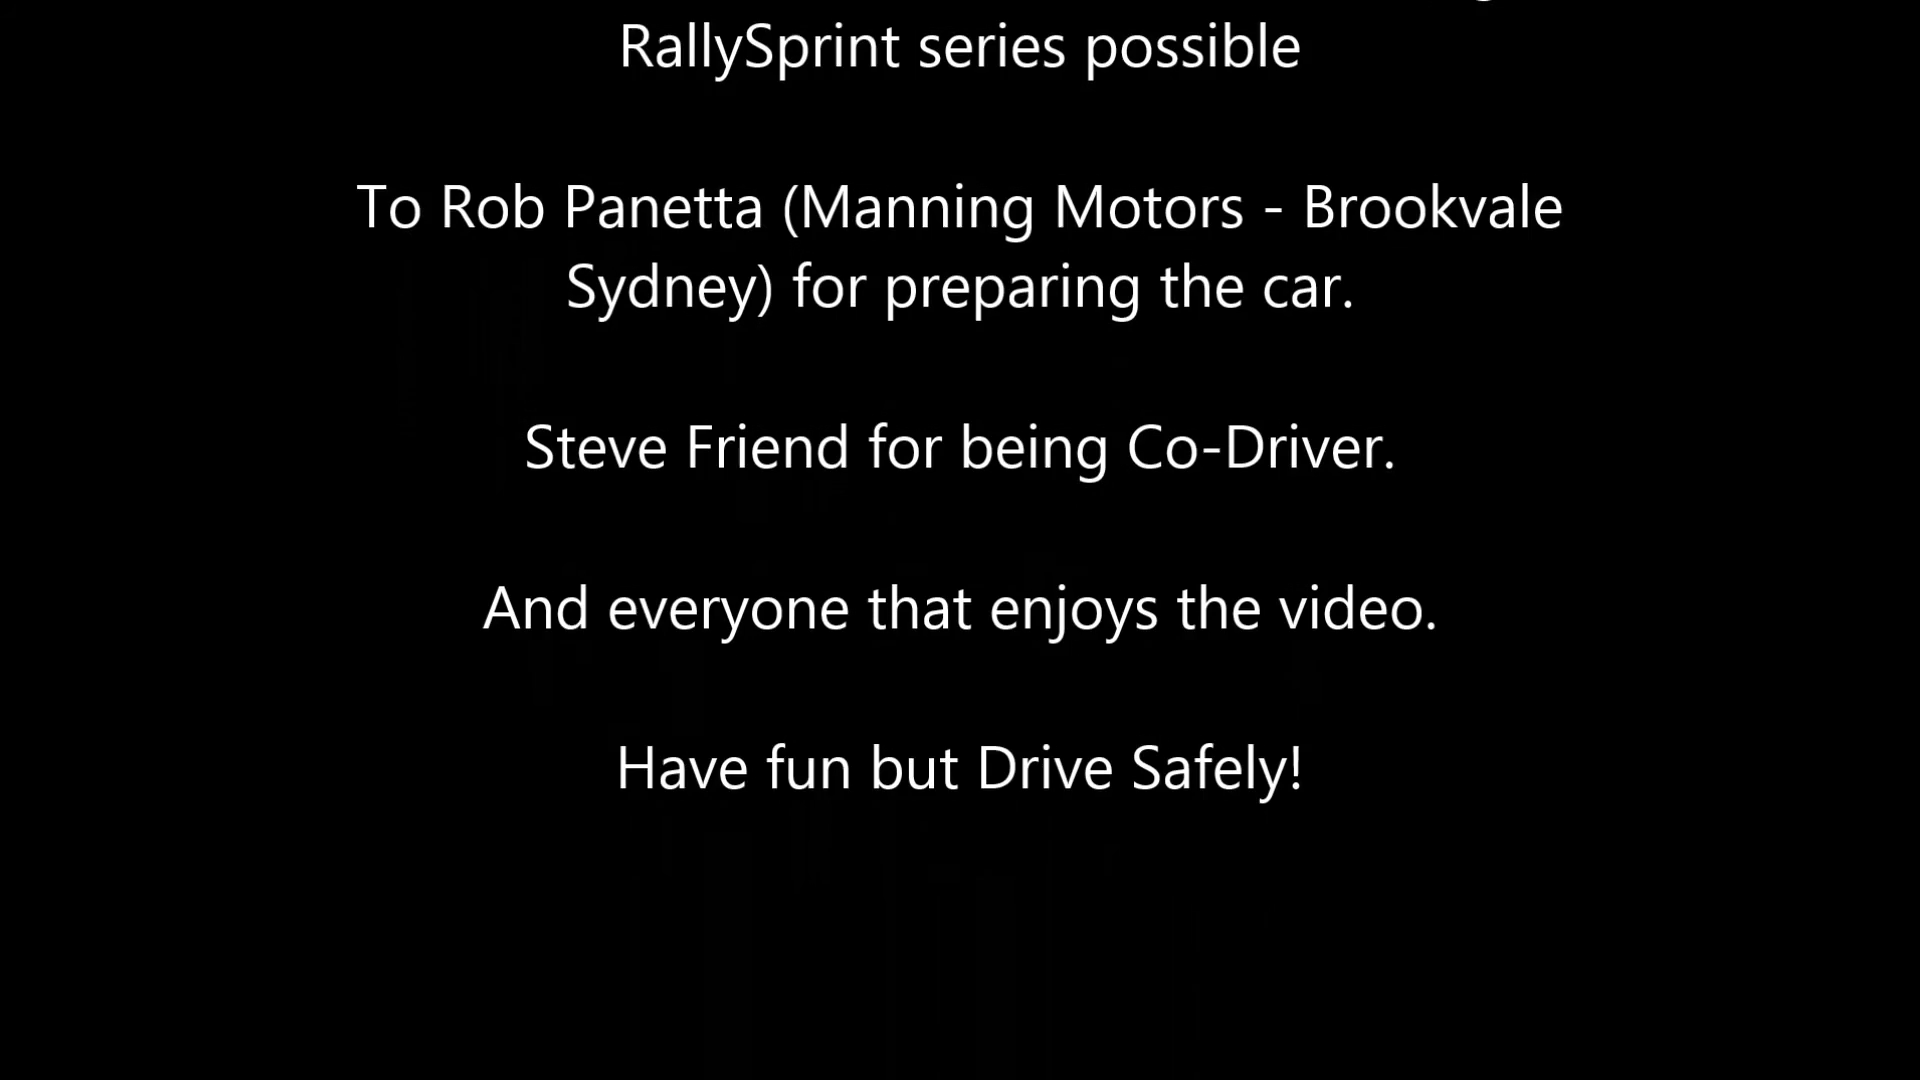 RallySprint series possible
To Rob Panetta (Manning Motors - Brookvale
Sydney) for preparing the car.
Steve Friend for being Co-Driver.
And everyone that enjoys the video.
Have fun but Drive Safely!